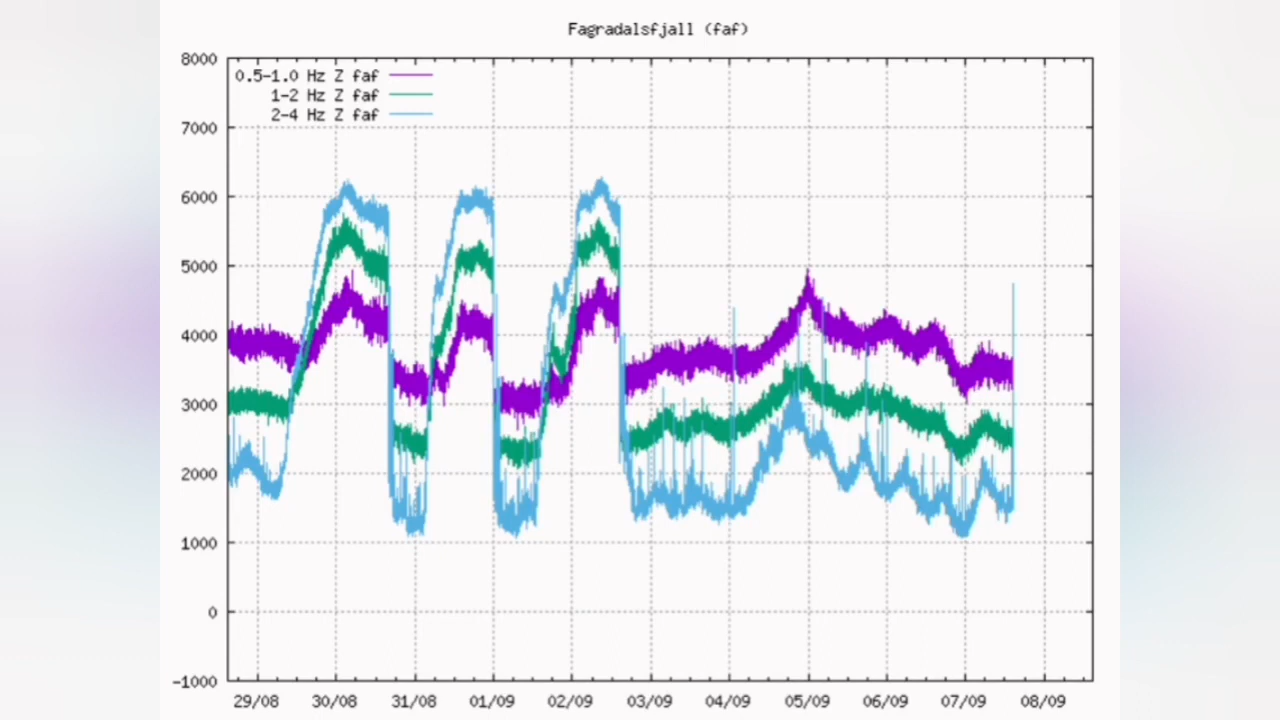 Fagradalsfjall (faf)
8000
0.5-1.0 Hz Z faf
1-2 Hz Z faf
2-4 Hz Z faf
7000
6000
5000
4000
3000
2000
1000
0
-1000
29/08 30/08 31/08 01/09 02/09 03/09 04/09 05/09 06/09 07/09 08/09